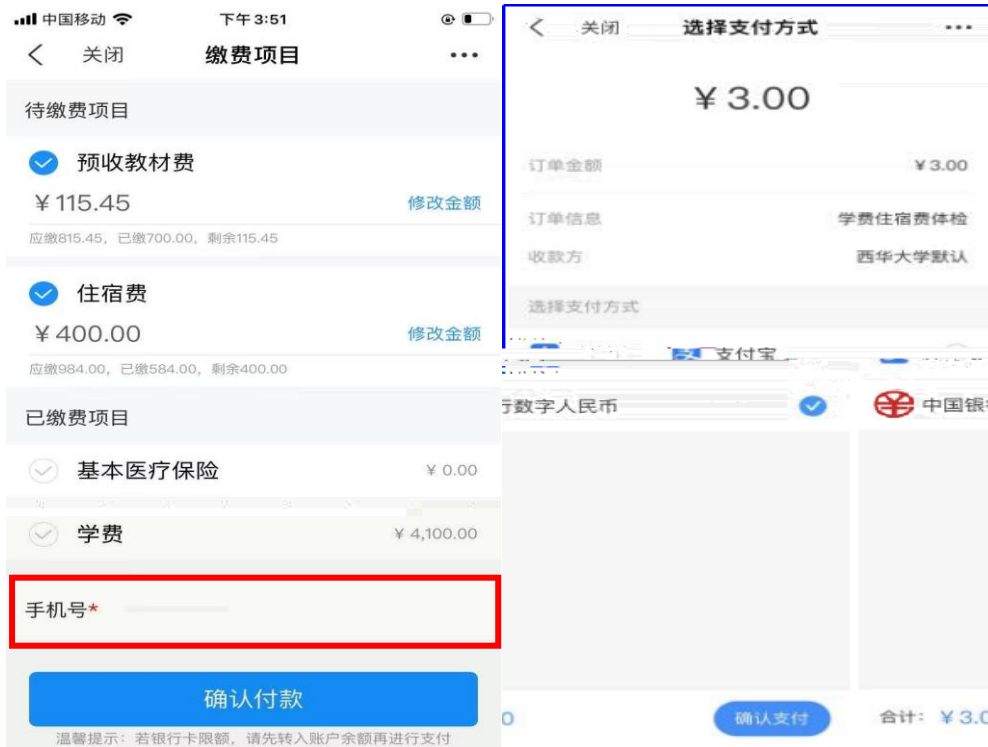 中国移动 下午3:51
关闭 缴费项目
待缴费项目
预收教材费
¥115.45 修改金额
应缴815.45, 已缴700.00, 剩余115.45
住宿费
¥400.00 修改金额
应缴984.00, 已缴584.00, 剩余400.00
已缴费项目
基本医疗保险 ¥ 0.00
学费 ¥ 4,100.00
手机号*
确认付款
温馨提示: 若银行卡限额, 请先转入账户余额再进行支付
关闭 选择支付方式
¥ 3.00
订单金额 ¥3.00
订单信息 学费住宿费体检
收款方 西华大学默认
选择支付方式
支付宝
数字人民币 中国银
确认支付 合计: ¥3.0